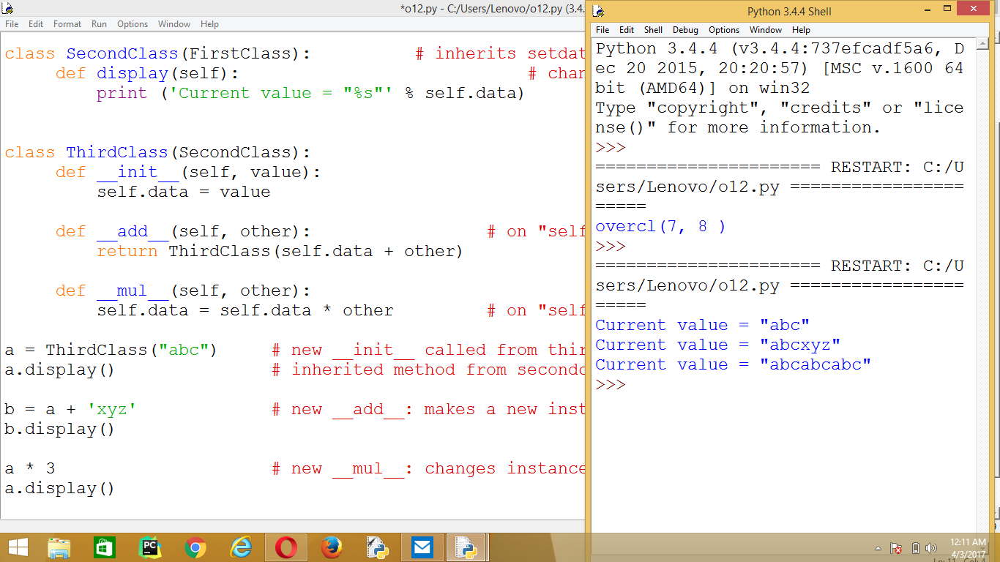 *o12.py - C:/Users/Lenovo/o12.py (3.4.
File Edit Format Run Options Window Help
class SecondClass(FirstClass): # inherits setdat
def display(self): # chan
print ('Current value = "%s"' % self.data)
class ThirdClass(SecondClass):
def __init__(self, value):
self.data = value
def __add__(self, other): # on "self
return ThirdClass(self.data + other)
def __mul__(self, other):
self.data = self.data * other # on "self
a = ThirdClass("abc") # new __init__ called from thir
a.display() # inherited method from secondc
b = a + 'xyz' # new __add__: makes a new inst
b.display()
a * 3 # new __mul__: changes instance
a.display()
Python 3.4.4 Shell
File Edit Shell Debug Options Window Help
Python 3.4.4 (v3.4.4:737efcadf5a6, D
ec 20 2015, 20:20:57) [MSC v.1600 64
bit (AMD64)] on win32
Type "copyright", "credits" or "lice
nse()" for more information.
>>>
====================== RESTART: C:/U
sers/Lenovo/o12.py =================
=====
overcl(7, 8 )
>>>
====================== RESTART: C:/U
sers/Lenovo/o12.py =================
=====
Current value = "abc"
Current value = "abcxyz"
Current value = "abcabcabc"
>>>
PC
12:11 AM
4/3/2017